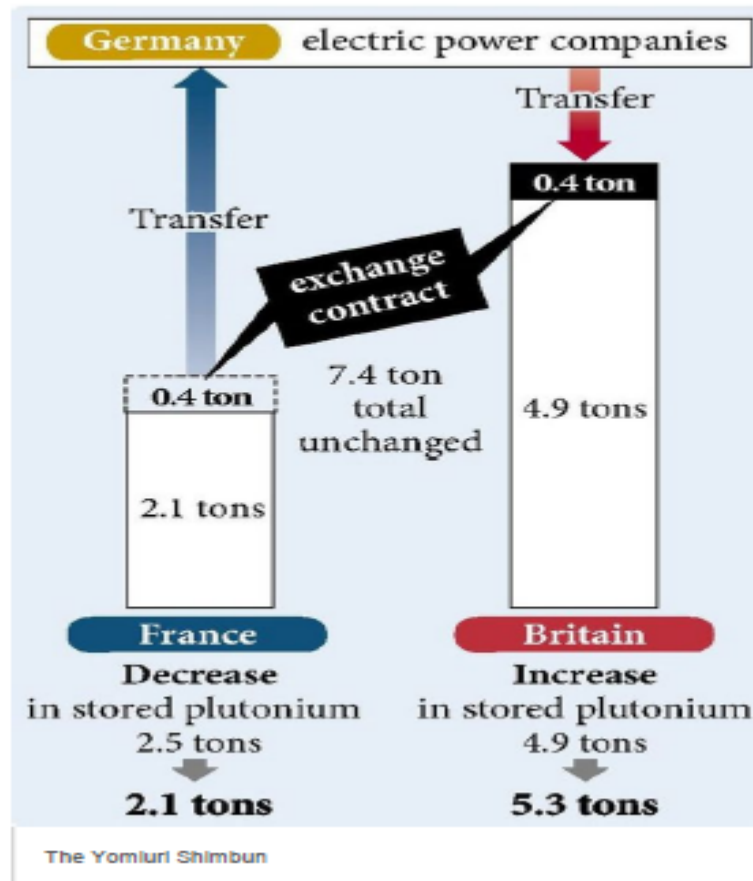 Germany electric power companies
Transfer
0.4 ton
Transfer
exchange
contract
0.4 ton
7.4 ton
total
unchanged
4.9 tons
2.1 tons
France
Decrease
in stored plutonium
2.5 tons
2.1 tons
Britain
Increase
in stored plutonium
4.9 tons
5.3 tons
The Yomiuri Shimbun